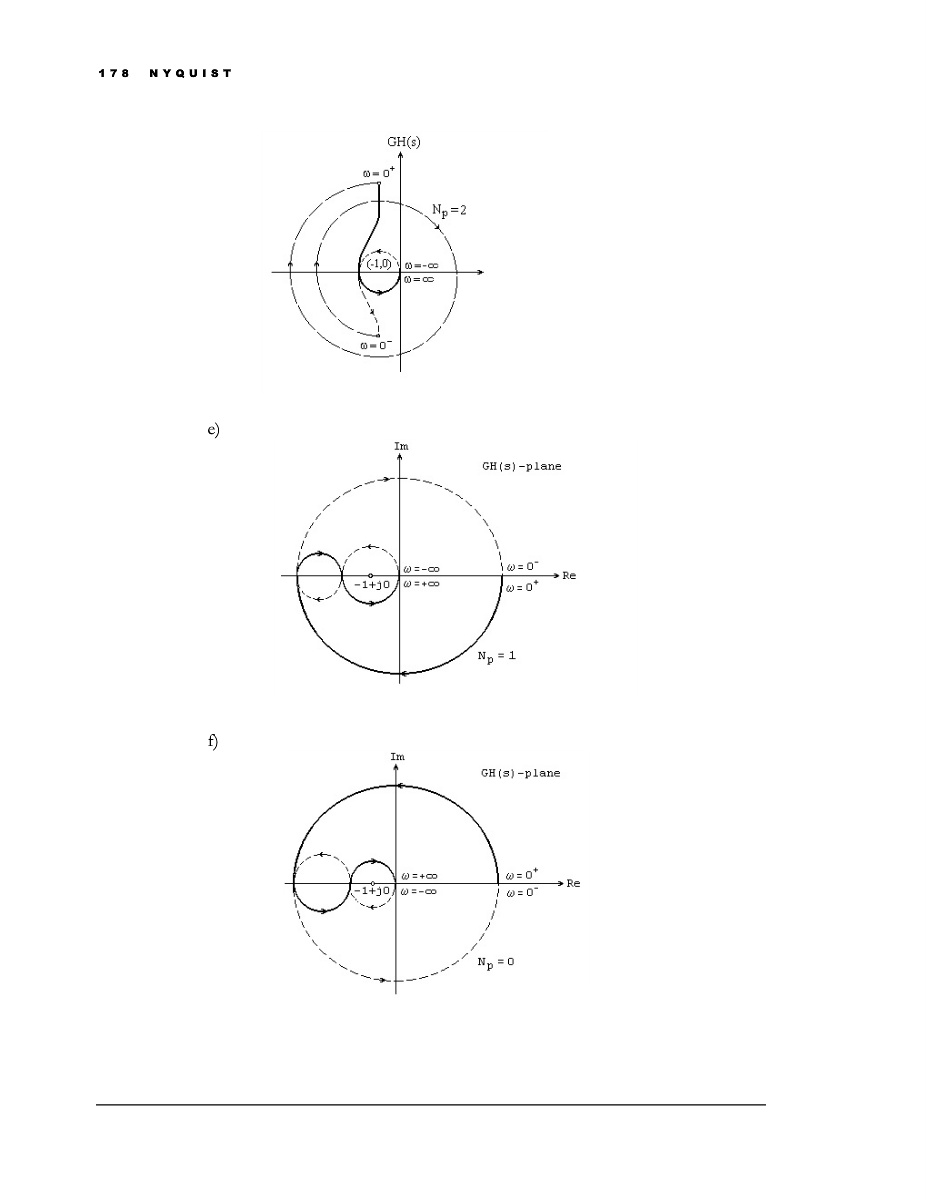 178 NYQUIST
GH(s)
ω = 0⁺
Nₚ = 2
(-1,0)
ω = -∞
ω = ∞
ω = 0⁻
e)
Im
GH(s)-plane
ω = -∞
ω = 0⁻
Re
-1+j0
ω = +∞
ω = 0⁺
Nₚ = 1
f)
Im
GH(s)-plane
ω = +∞
ω = 0⁺
Re
-1+j0
ω = -∞
ω = 0⁻
Nₚ = 0